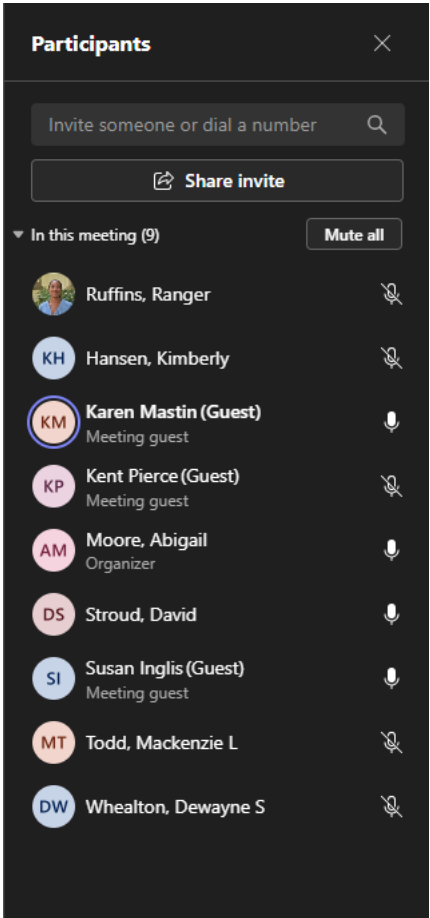 Participants
Invite someone or dial a number
Share invite
In this meeting (9)
Mute all
Ruffins, Ranger
KH
Hansen, Kimberly
KM
Karen Mastin (Guest)
Meeting guest
KP
Kent Pierce (Guest)
Meeting guest
AM
Moore, Abigail
Organizer
DS
Stroud, David
SI
Susan Inglis (Guest)
Meeting guest
MT
Todd, Mackenzie L
DW
Whealton, Dewayne S